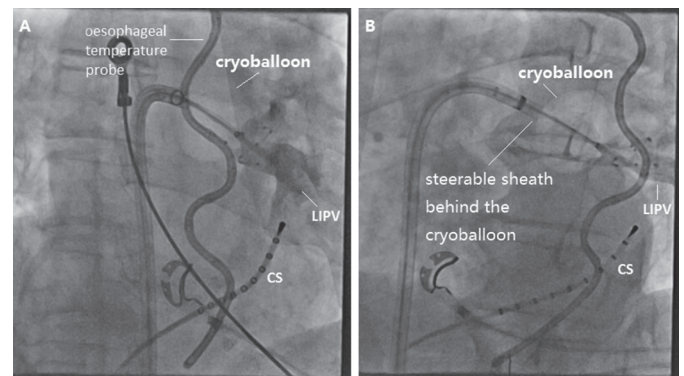 A
oesophageal
temperature
probe
cryoballoon
LIPV
CS
B
cryoballoon
steerable sheath
behind the
cryoballoon
LIPV
CS